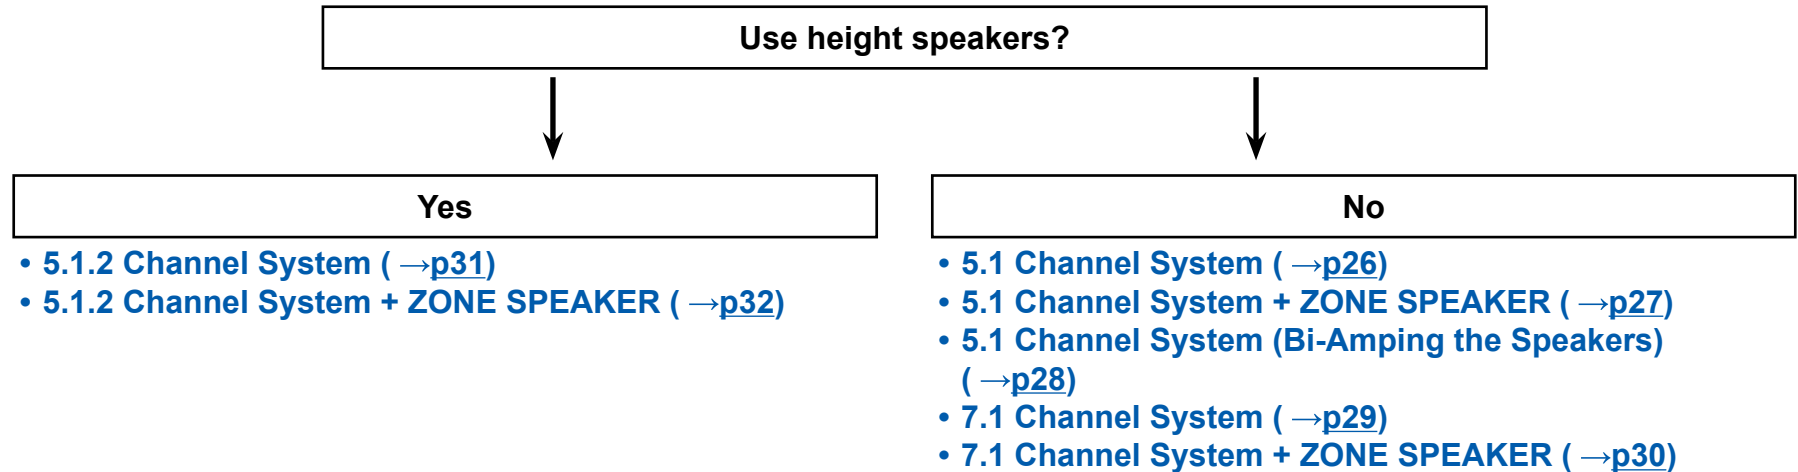 Use height speakers?
Yes
• 5.1.2 Channel System ( →p31)
• 5.1.2 Channel System + ZONE SPEAKER ( →p32)
No
• 5.1 Channel System ( →p26)
• 5.1 Channel System + ZONE SPEAKER ( →p27)
• 5.1 Channel System (Bi-Amping the Speakers)
( →p28)
• 7.1 Channel System ( →p29)
• 7.1 Channel System + ZONE SPEAKER ( →p30)